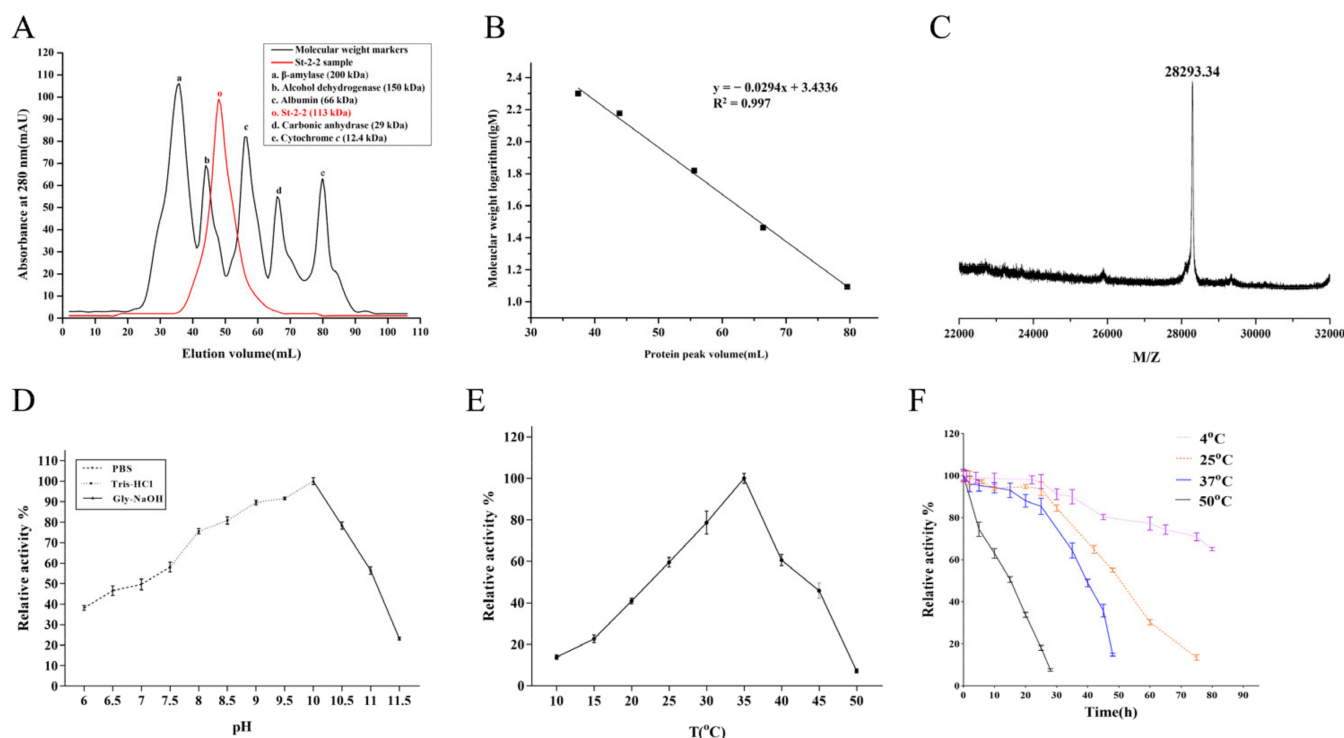 A
Absorbance at 280 nm(mAU)
120
110
100
90
80
70
60
50
40
30
20
10
0
a
b
o
c
d
e
Molecular weight markers
St-2-2 sample
a. β-amylase (200 kDa)
b. Alcohol dehydrogenase (150 kDa)
c. Albumin (66 kDa)
o. St-2-2 (113 kDa)
d. Carbonic anhydrase (29 kDa)
e. Cytochrome c (12.4 kDa)
0 10 20 30 40 50 60 70 80 90 100 110
Elution volume(mL)
B
Moleuclar weight logarithm(lgM)
2.4
2.2
2.0
1.8
1.6
1.4
1.2
1.0
y = − 0.0294x + 3.4336
R² = 0.997
30 40 50 60 70 80
Protein peak volume(mL)
C
28293.34
22000 24000 26000 28000 30000 32000
M/Z
D
Relative activity %
110
100
90
80
70
60
50
40
30
20
10
0
PBS
Tris-HCl
Gly-NaOH
6 6.5 7 7.5 8 8.5 9 9.5 10 10.5 11 11.5
pH
E
Relative activity %
120
100
80
60
40
20
0
10 15 20 25 30 35 40 45 50
T(°C)
F
Relative activity %
120
100
80
60
40
20
0
4°C
25°C
37°C
50°C
0 10 20 30 40 50 60 70 80 90
Time(h)